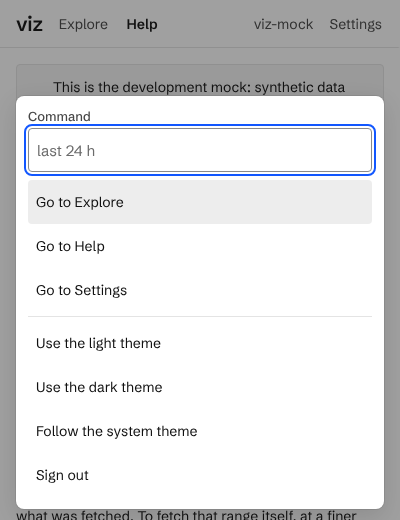 viz Explore Help viz-mock Settings
This is the development mock: synthetic data
Command
last 24 h
Go to Explore
Go to Help
Go to Settings
Use the light theme
Use the dark theme
Follow the system theme
Sign out
what was fetched. To fetch that range itself, at a finer